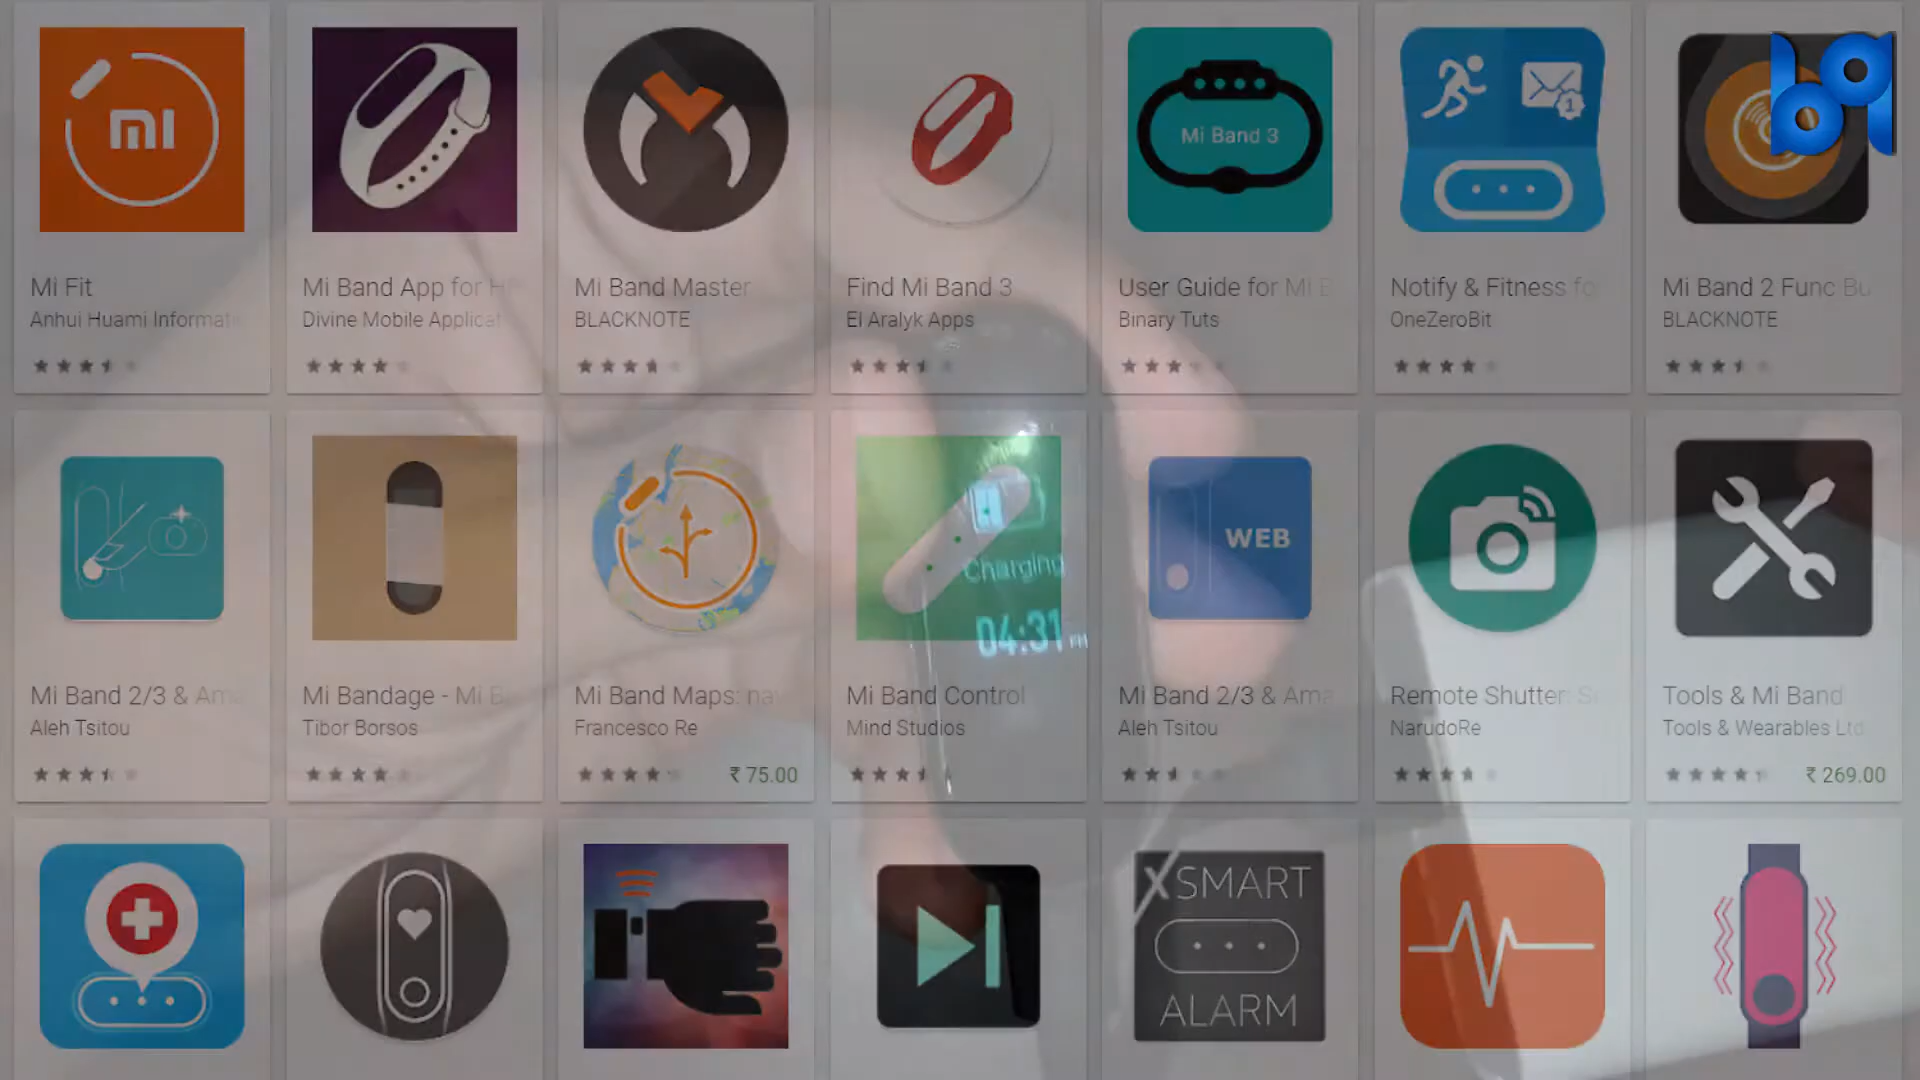 mi
Mi Band 3
1
Mi Fit
Anhui Huami Informati
Mi Band App for H
Divine Mobile Applicat
Mi Band Master
BLACKNOTE
Find Mi Band 3
El Aralyk Apps
User Guide for Mi B
Binary Tuts
Notify & Fitness fo
OneZeroBit
Mi Band 2 Func Bu
BLACKNOTE
WEB
Charging
04:31
Mi Band 2/3 & Ama
Aleh Tsitou
Mi Bandage - Mi B
Tibor Borsos
Mi Band Maps: na
Francesco Re
₹ 75.00
Mi Band Control
Mind Studios
Mi Band 2/3 & Ama
Aleh Tsitou
Remote Shutter: S
NarudoRe
Tools & Mi Band
Tools & Wearables Ltd
₹ 269.00
XSMART
ALARM